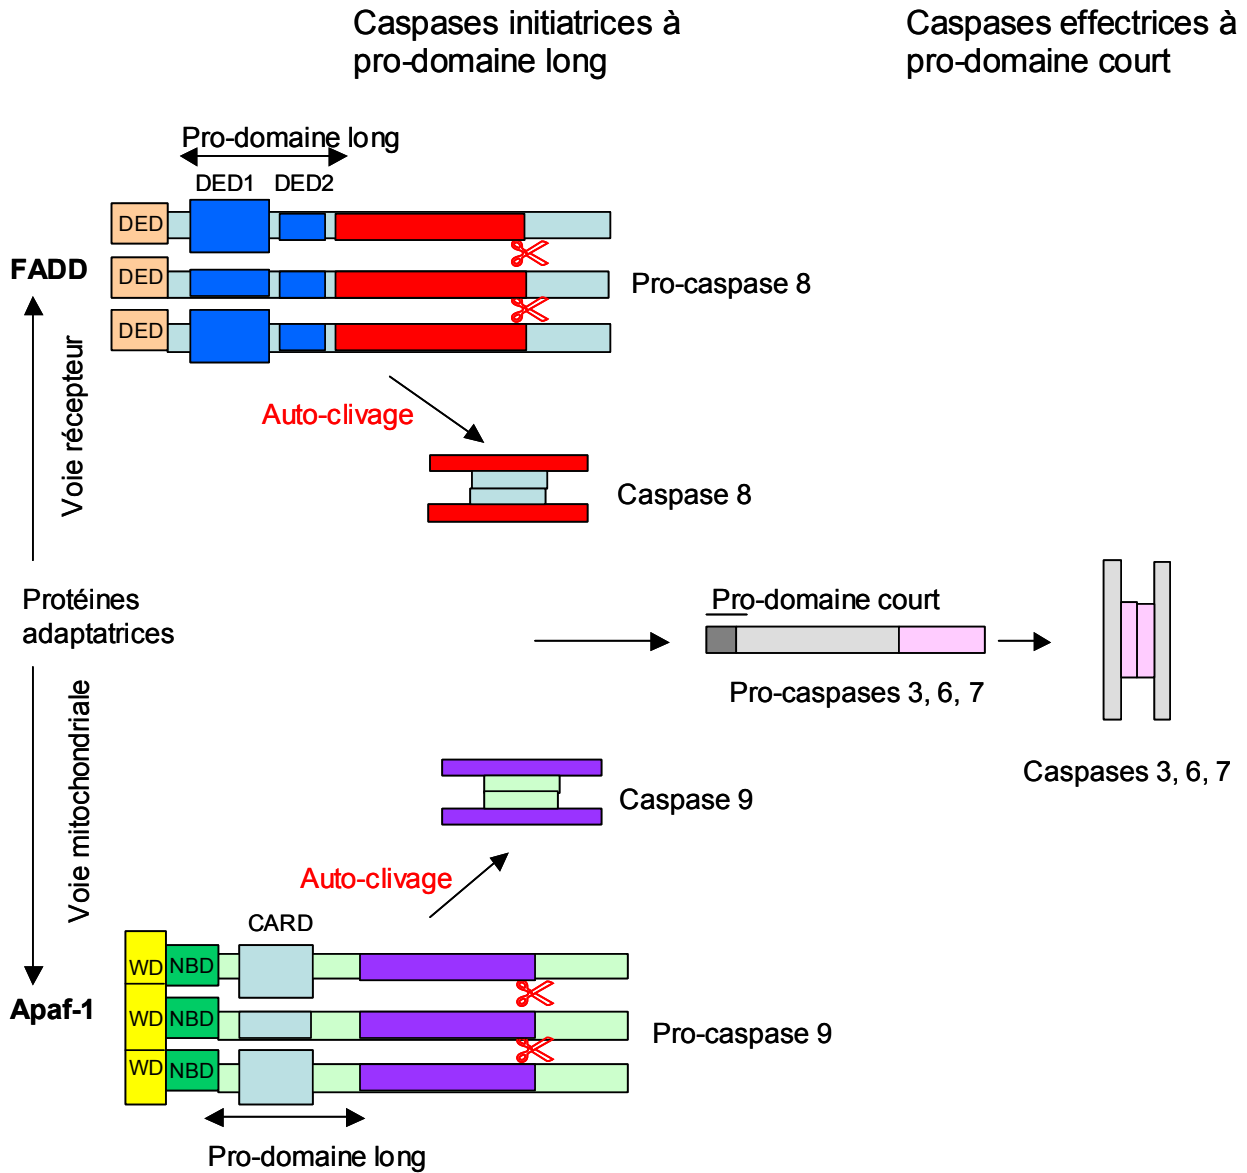 Caspases initiatrices à
pro-domaine long
Caspases effectrices à
pro-domaine court
Pro-domaine long
DED1
DED2
DED
FADD
DED
Pro-caspase 8
DED
Voie récepteur
Auto-clivage
Caspase 8
Protéines
adaptatrices
Pro-domaine court
Pro-caspases 3, 6, 7
Caspases 3, 6, 7
Voie mitochondriale
Caspase 9
Auto-clivage
CARD
WD NBD
Apaf-1
WD NBD
Pro-caspase 9
WD NBD
Pro-domaine long